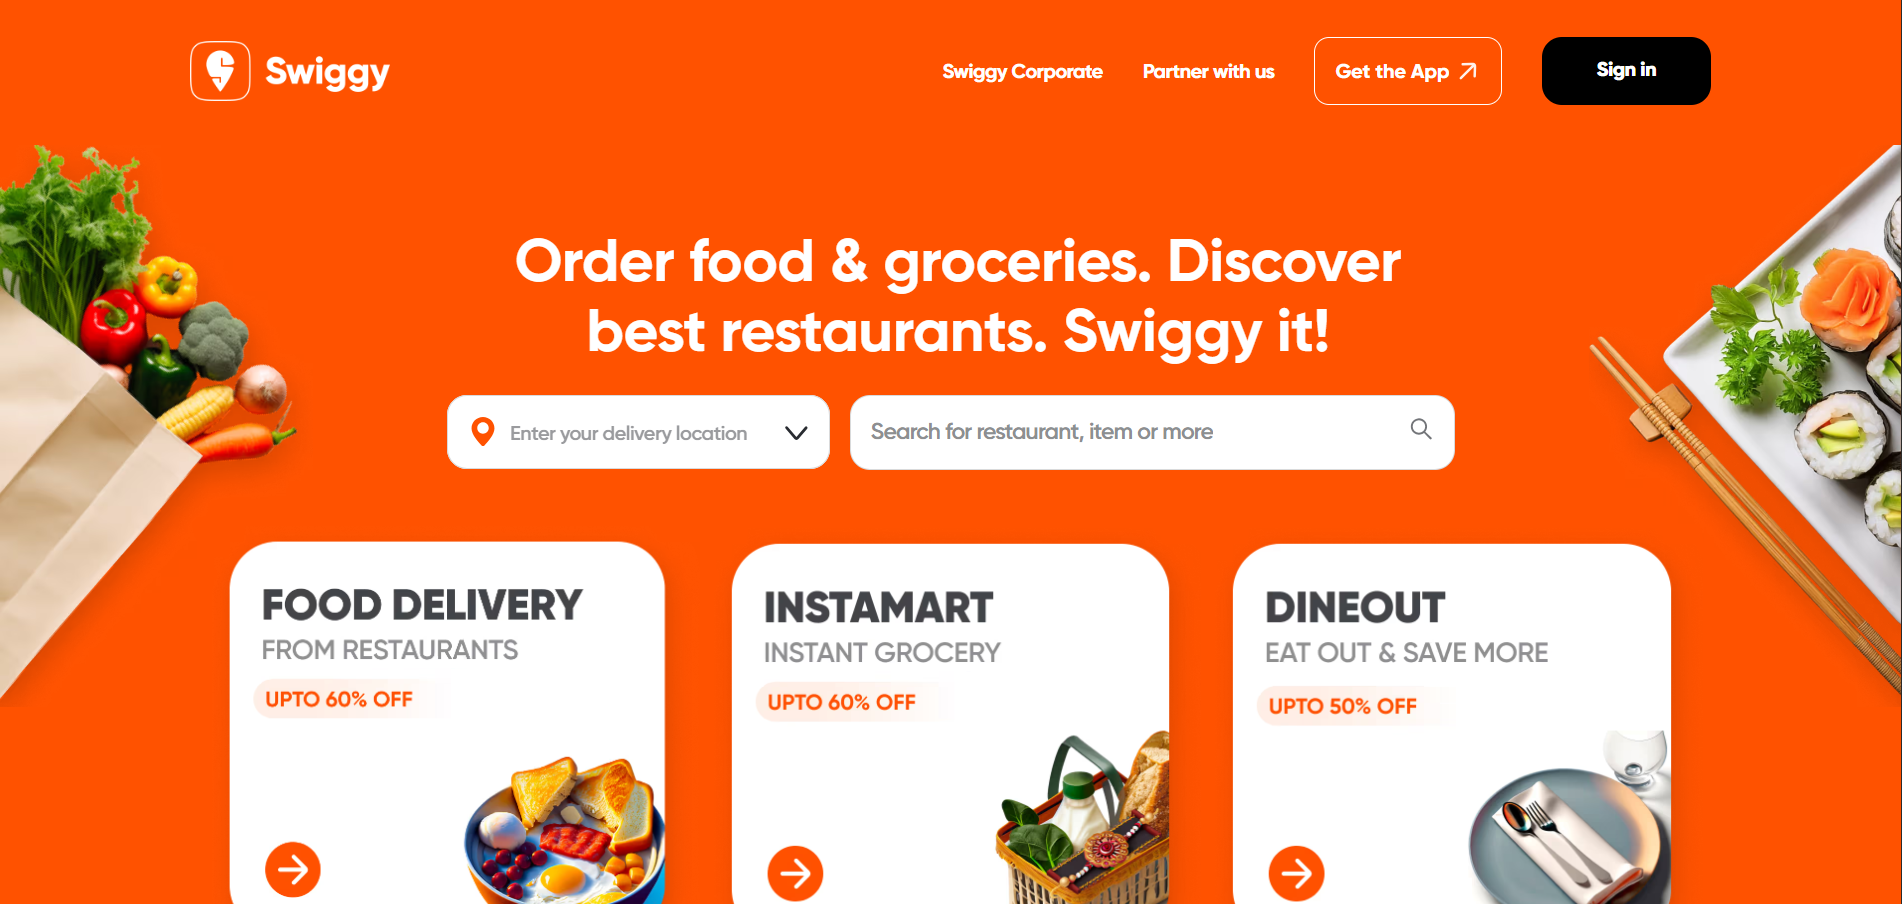 Swiggy
Swiggy Corporate
Partner with us
Get the App
Sign in
Order food & groceries. Discover
best restaurants. Swiggy it!
Enter your delivery location
Search for restaurant, item or more
FOOD DELIVERY
FROM RESTAURANTS
UPTO 60% OFF
INSTAMART
INSTANT GROCERY
UPTO 60% OFF
DINEOUT
EAT OUT & SAVE MORE
UPTO 50% OFF